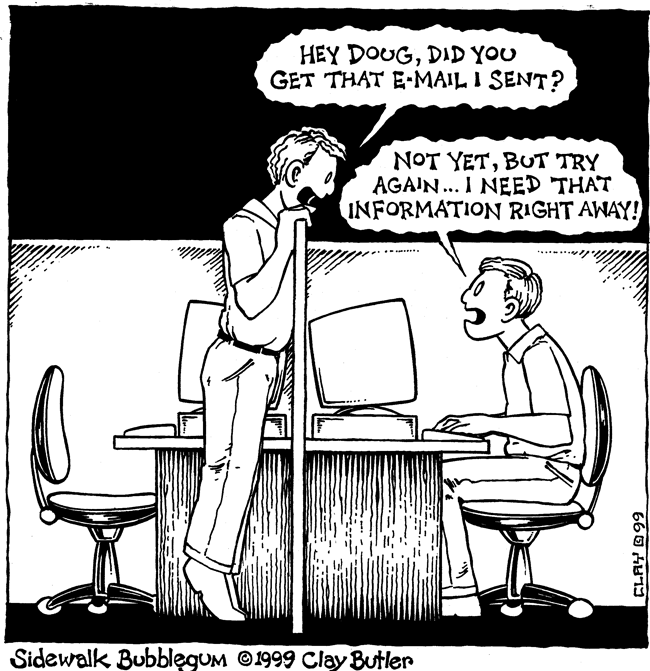 HEY DOUG, DID YOU
GET THAT E-MAIL I SENT?
NOT YET, BUT TRY
AGAIN... I NEED THAT
INFORMATION RIGHT AWAY!
CLAY ©99
Sidewalk Bubblegum ©1999 Clay Butler